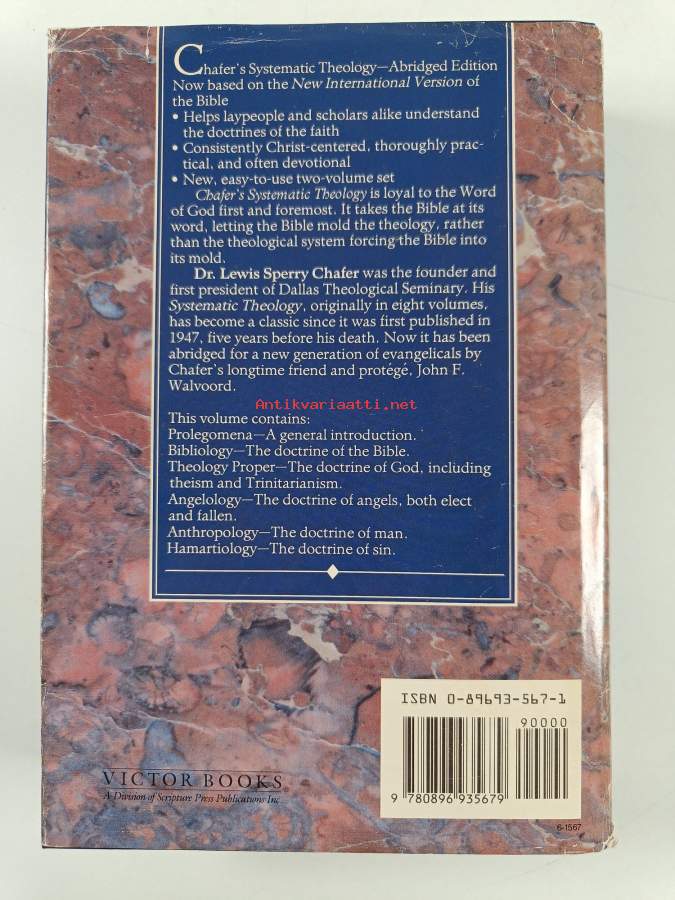 Chafer's Systematic Theology—Abridged Edition
Now based on the New International Version of
the Bible
• Helps laypeople and scholars alike understand
the doctrines of the faith
• Consistently Christ-centered, thoroughly prac-
tical, and often devotional
• New, easy-to-use two-volume set
Chafer's Systematic Theology is loyal to the Word
of God first and foremost. It takes the Bible at its
word, letting the Bible mold the theology, rather
than the theological system forcing the Bible into
its mold.
Dr. Lewis Sperry Chafer was the founder and
first president of Dallas Theological Seminary. His
Systematic Theology, originally in eight volumes,
has become a classic since it was first published in
1947, five years before his death. Now it has been
abridged for a new generation of evangelicals by
Chafer's longtime friend and protégé, John F.
Walvoord.
Antikvariaatti.net
This volume contains:
Prolegomena—A general introduction.
Bibliology—The doctrine of the Bible.
Theology Proper—The doctrine of God, including
theism and Trinitarianism.
Angelology—The doctrine of angels, both elect
and fallen.
Anthropology—The doctrine of man.
Hamartiology—The doctrine of sin.
ISBN 0-89693-567-1
90000
9 780896 935679
VICTOR BOOKS
A Division of Scripture Press Publications Inc.
6-1567